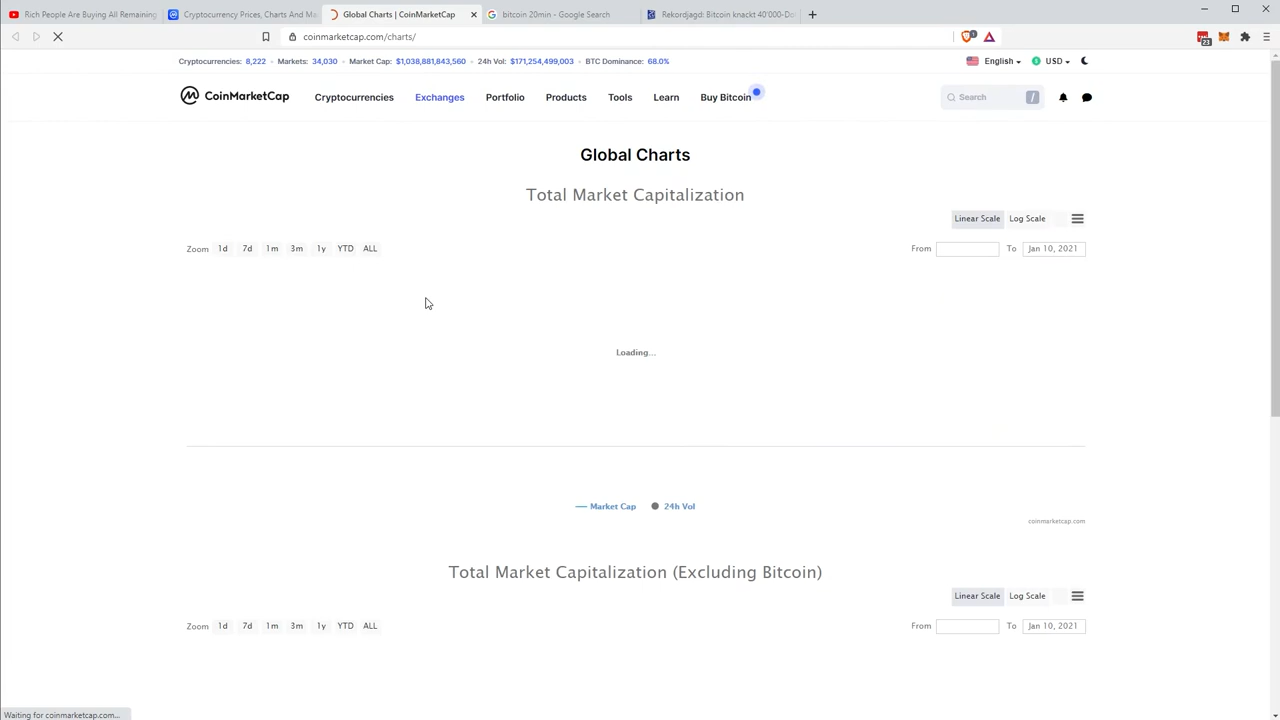 Rich People Are Buying All Remaining
Cryptocurrency Prices, Charts And Ma
Global Charts | CoinMarketCap
bitcoin 20min - Google Search
Rekordjagd: Bitcoin knackt 40'000-Do
coinmarketcap.com/charts/
23
Cryptocurrencies: 8,222 • Markets: 34,030 • Market Cap: $1,038,881,843,560 • 24h Vol: $171,254,499,003 • BTC Dominance: 68.0%
English
USD
CoinMarketCap
Cryptocurrencies
Exchanges
Portfolio
Products
Tools
Learn
Buy Bitcoin
Search
/
Global Charts
Total Market Capitalization
Linear Scale
Log Scale
Zoom 1d 7d 1m 3m 1y YTD ALL
From
To Jan 10, 2021
Loading...
Market Cap
24h Vol
coinmarketcap.com
Total Market Capitalization (Excluding Bitcoin)
Linear Scale
Log Scale
Zoom 1d 7d 1m 3m 1y YTD ALL
From
To Jan 10, 2021
Waiting for coinmarketcap.com...